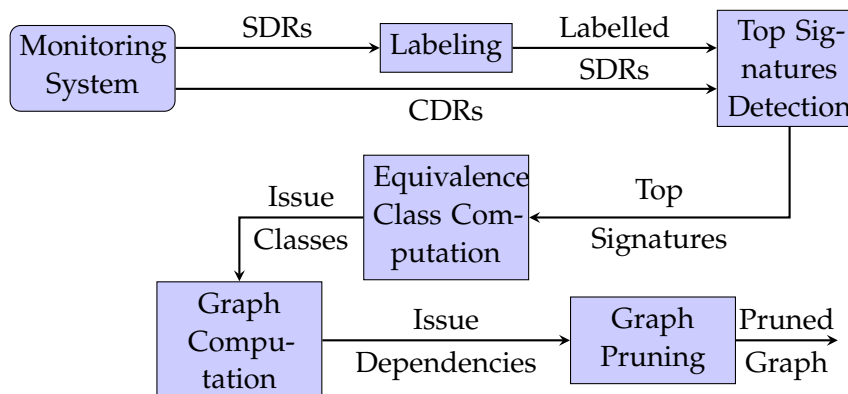 Monitoring
System
SDRs
Labeling
Labelled
SDRs
CDRs
Top Sig-
natures
Detection
Equivalence
Class Com-
putation
Top
Signatures
Issue
Classes
Graph
Compu-
tation
Issue
Dependencies
Graph
Pruning
Pruned
Graph